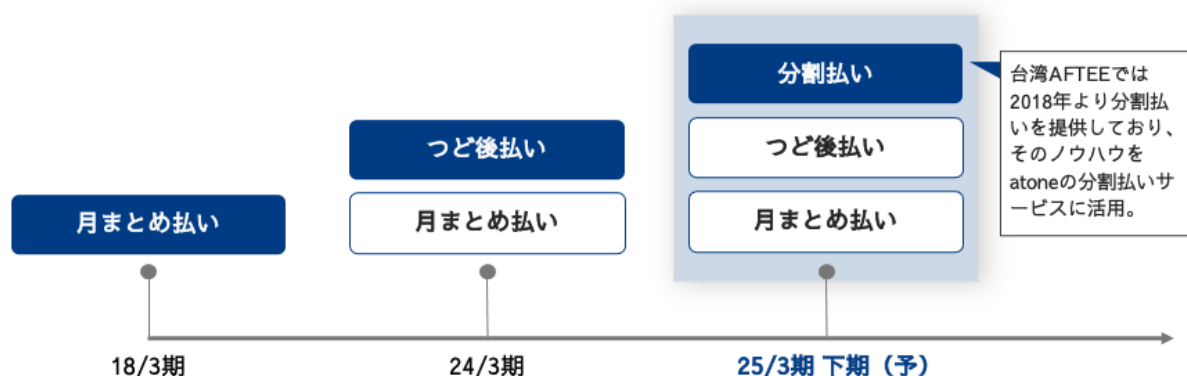 分割払い
台湾AFTEEでは
2018年より分割払
いを提供しており、
そのノウハウを
atoneの分割払いサ
ービスに活用。
つど後払い
つど後払い
月まとめ払い
月まとめ払い
月まとめ払い
18/3期
24/3期
25/3期 下期（予）